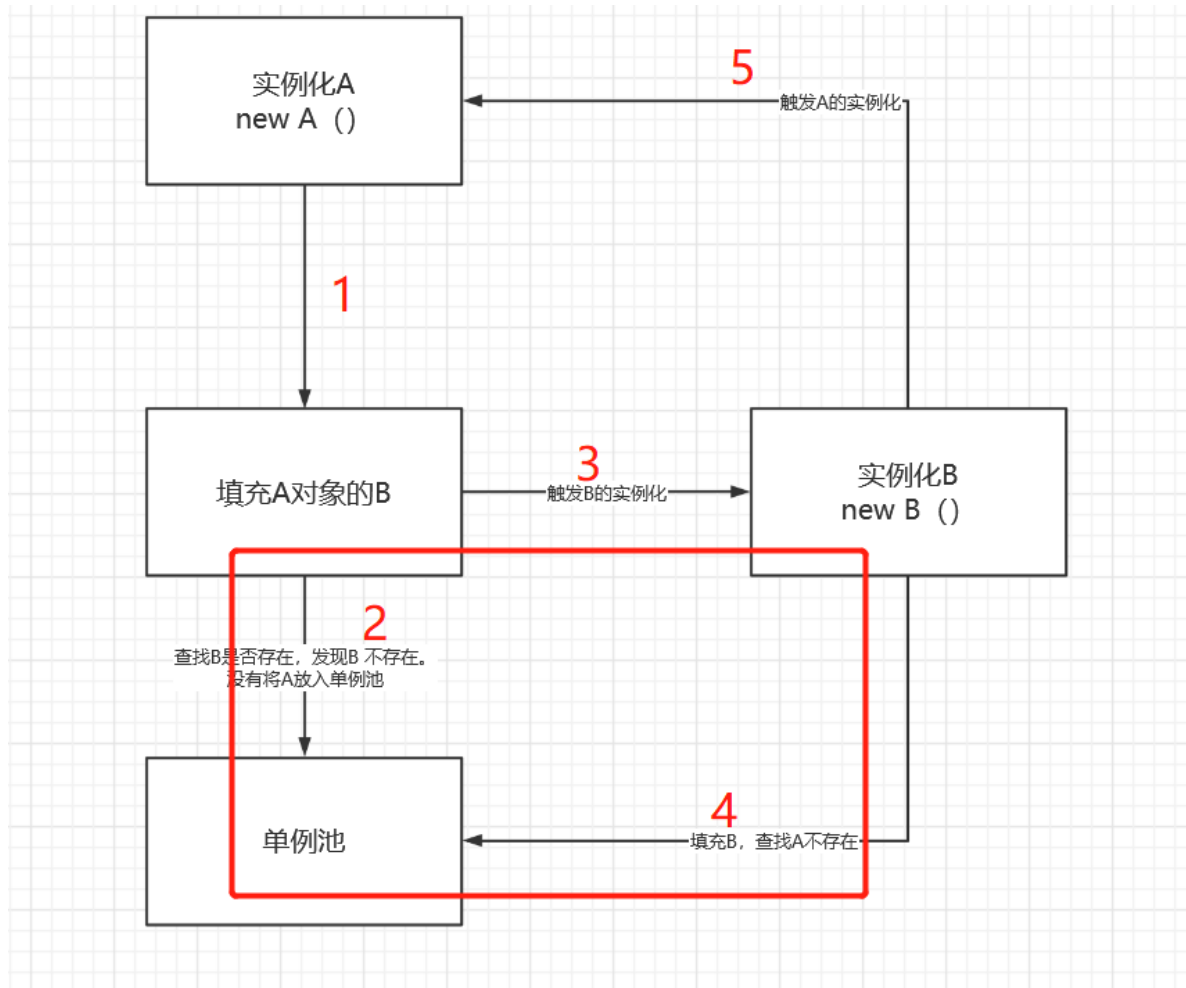 实例化A
new A（）
5
触发A的实例化
1
填充A对象的B
3
触发B的实例化
实例化B
new B（）
2
查找B是否存在，发现B 不存在。
没有将A放入单例池
4
单例池
填充B，查找A不存在